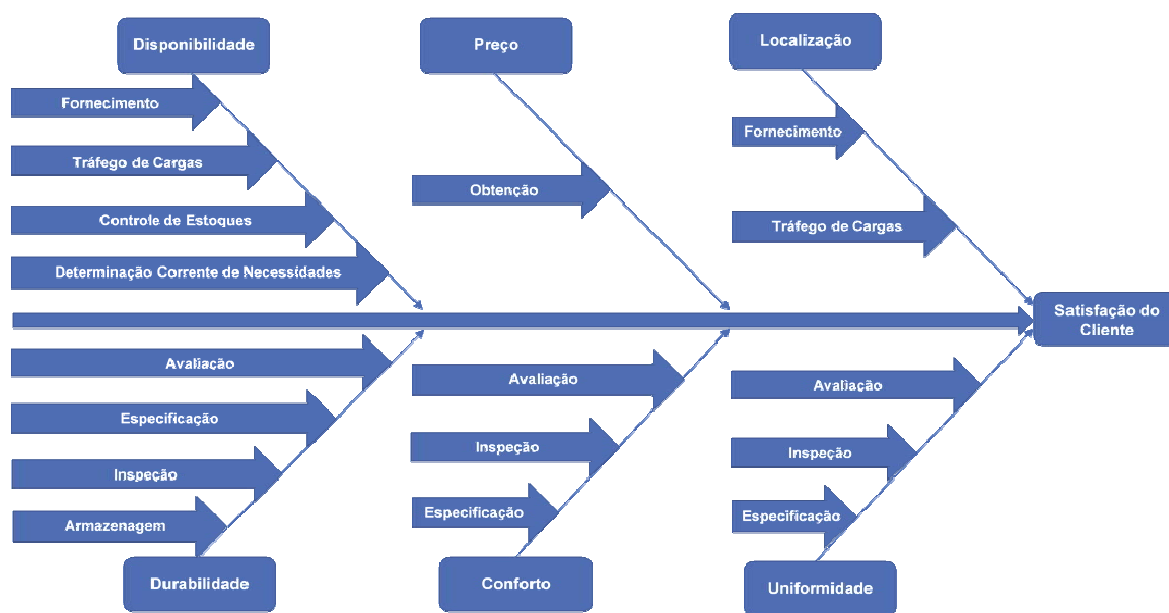 Disponibilidade
Preço
Localização
Fornecimento
Tráfego de Cargas
Controle de Estoques
Determinação Corrente de Necessidades
Obtenção
Fornecimento
Tráfego de Cargas
Satisfação do
Cliente
Avaliação
Especificação
Inspeção
Armazenagem
Avaliação
Inspeção
Especificação
Avaliação
Inspeção
Especificação
Durabilidade
Conforto
Uniformidade